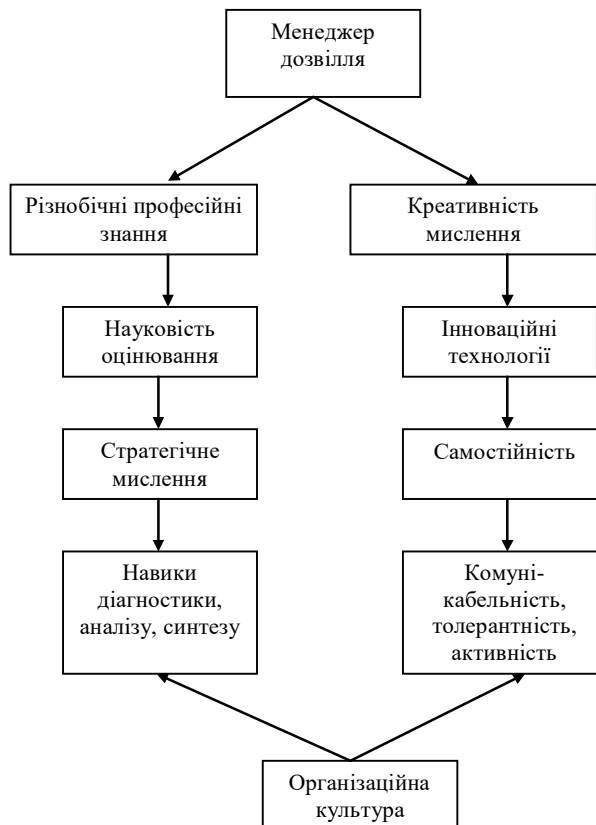 Менеджер
дозвілля
Різнобічні професійні
знання
Креативність
мислення
Науковість
оцінювання
Інноваційні
технології
Стратегічне
мислення
Самостійність
Навики
діагностики,
аналізу, синтезу
Комуні-
кабельність,
толерантність,
активність
Організаційна
культура